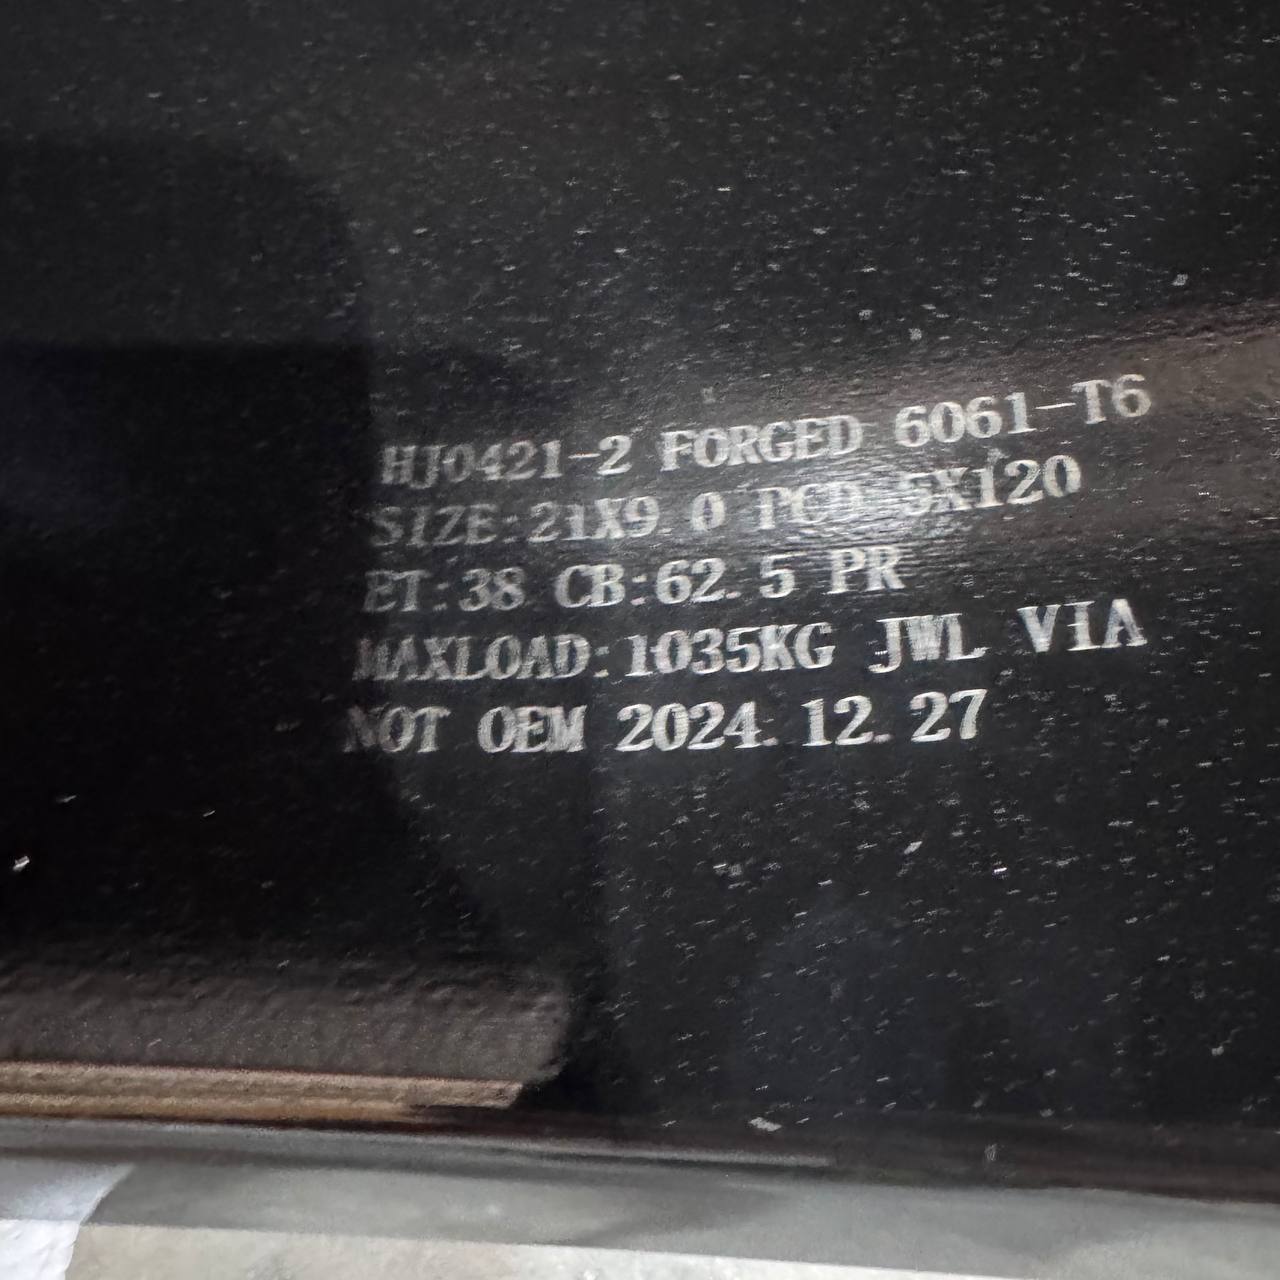 HJ0421-2 FORGED 6061-T6
SIZE:21X9.0 PCD 5X120
ET:38 CB:62.5 PR
MAXLOAD:1035KG JWL VIA
NOT OEM 2024.12.27